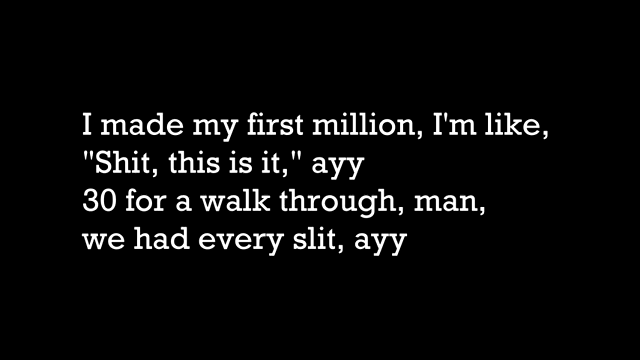 I made my first million, I'm like,
"Shit, this is it," ayy
30 for a walk through, man,
we had every slit, ayy